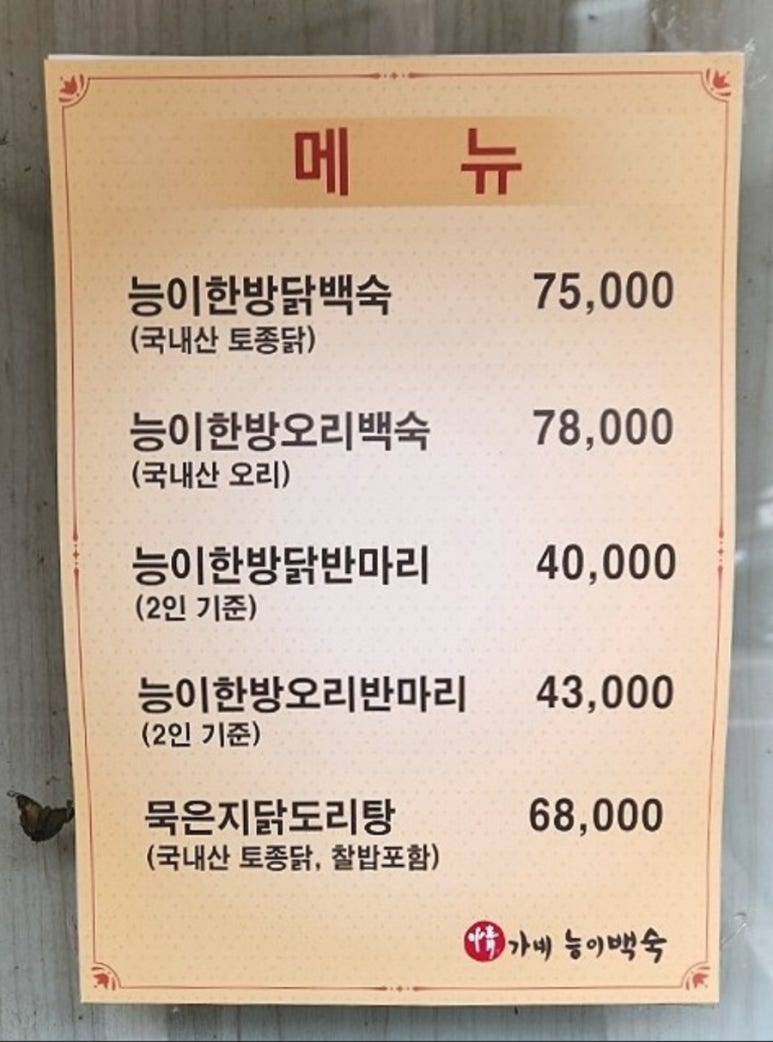 메 뉴
능이한방닭백숙 75,000
(국내산 토종닭)
능이한방오리백숙 78,000
(국내산 오리)
능이한방닭반마리 40,000
(2인 기준)
능이한방오리반마리 43,000
(2인 기준)
묵은지닭도리탕 68,000
(국내산 토종닭, 찰밥포함)
가네 능이백숙